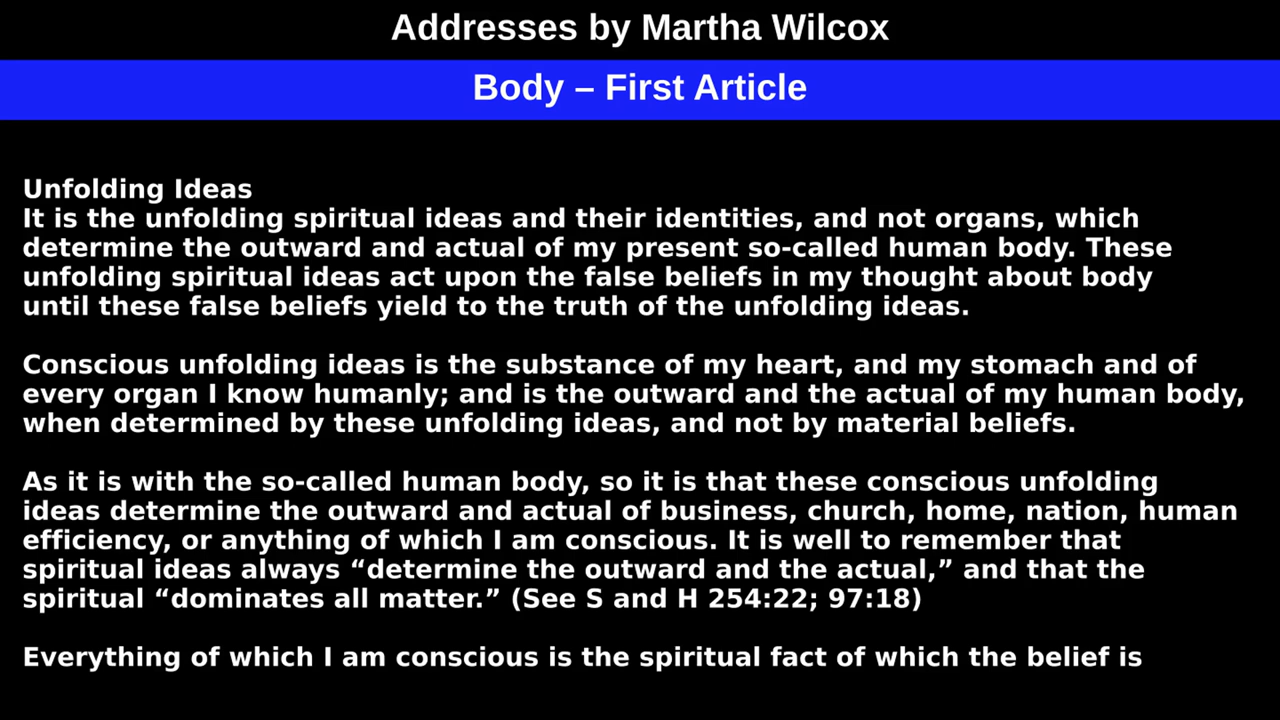 Addresses by Martha Wilcox
Body – First Article
Unfolding Ideas
It is the unfolding spiritual ideas and their identities, and not organs, which
determine the outward and actual of my present so-called human body. These
unfolding spiritual ideas act upon the false beliefs in my thought about body
until these false beliefs yield to the truth of the unfolding ideas.
Conscious unfolding ideas is the substance of my heart, and my stomach and of
every organ I know humanly; and is the outward and the actual of my human body,
when determined by these unfolding ideas, and not by material beliefs.
As it is with the so-called human body, so it is that these conscious unfolding
ideas determine the outward and actual of business, church, home, nation, human
efficiency, or anything of which I am conscious. It is well to remember that
spiritual ideas always “determine the outward and the actual,” and that the
spiritual “dominates all matter.” (See S and H 254:22; 97:18)
Everything of which I am conscious is the spiritual fact of which the belief is